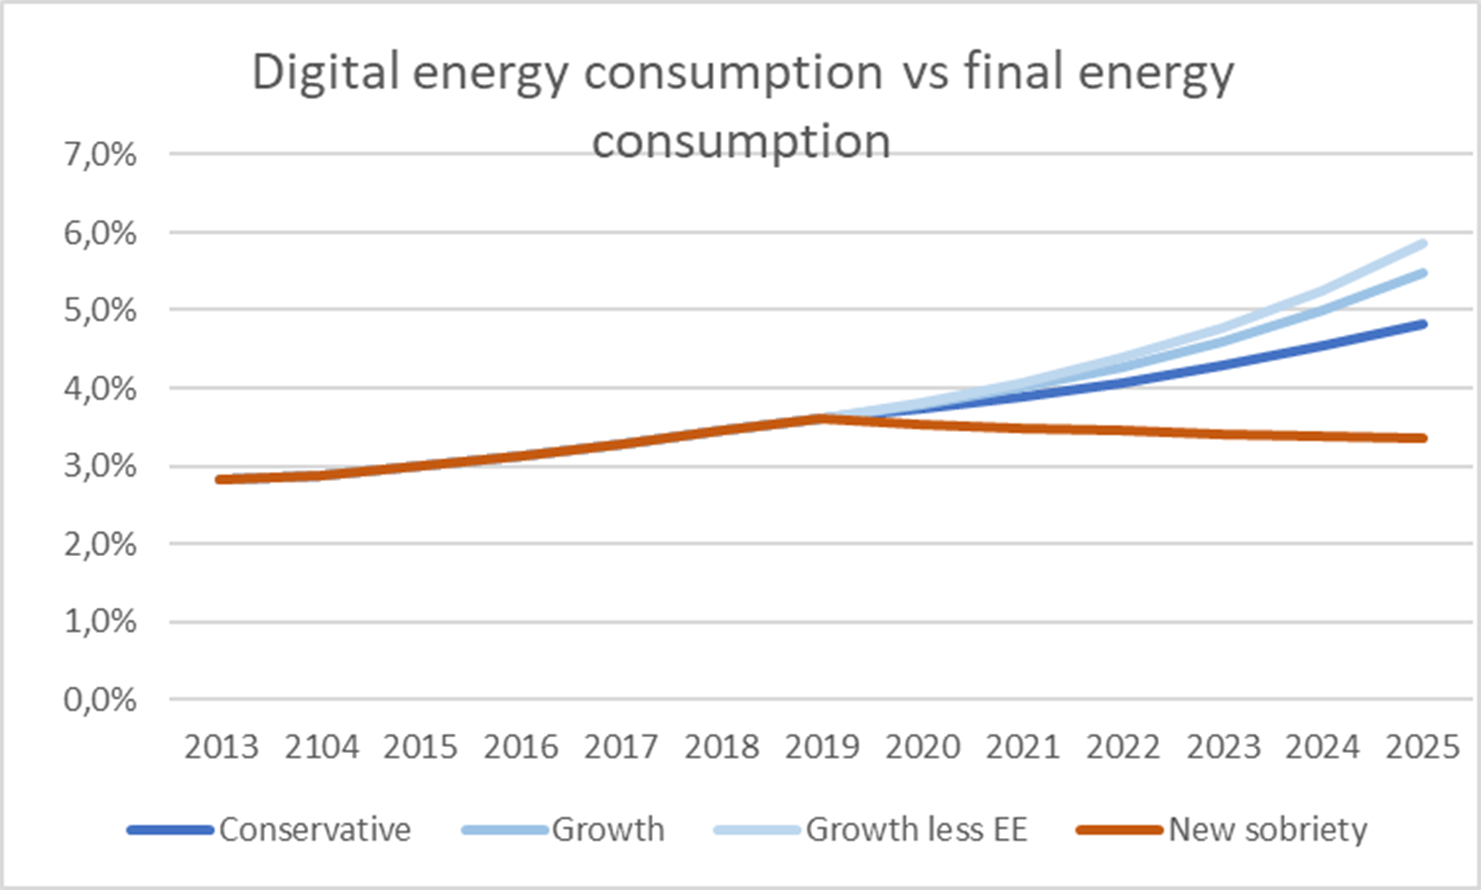 Digital energy consumption vs final energy
consumption
7,0%
6,0%
5,0%
4,0%
3,0%
2,0%
1,0%
0,0%
2013 2104 2015 2016 2017 2018 2019 2020 2021 2022 2023 2024 2025
Conservative Growth Growth less EE New sobriety